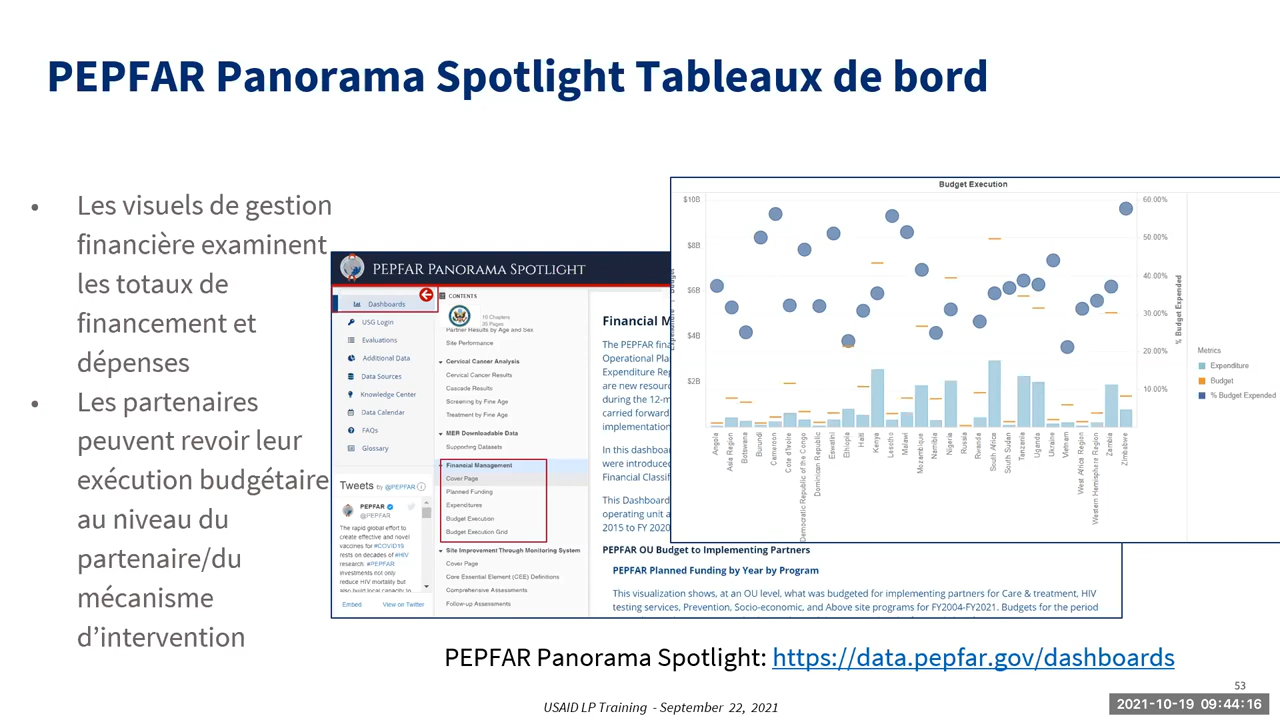 PEPFAR Panorama Spotlight Tableaux de bord
• Les visuels de gestion
financière examinent
les totaux de
financement et
dépenses
• Les partenaires
peuvent revoir leur
exécution budgétaire
au niveau du
partenaire/du
mécanisme
d’intervention
PEPFAR Panorama Spotlight
Dashboards
USG Login
Evaluations
Additional Data
Data Sources
Knowledge Center
Data Calendar
FAQs
Glossary
Tweets by @PEPFAR
PEPFAR
@PEPFAR
The rapid global effort to
create effective and novel
vaccines for #COVID19
rests on decades of #HIV
research. #PEPFAR
investments not only
reduce HIV mortality but
also build local capacity to
Embed View on Twitter
CONTENTS
10 Chapters
35 Pages
Partner Results by Age and Sex
Site Performance
Cervical Cancer Analysis
Cervical Cancer Results
Cascade Results
Screening by Fine Age
Treatment by Fine Age
MER Downloadable Data
Supporting Datasets
Financial Management
Cover Page
Planned Funding
Expenditures
Budget Execution
Budget Execution Grid
Site Improvement Through Monitoring System
Cover Page
Core Essential Element (CEE) Definitions
Comprehensive Assessments
Follow-up Assessments
Financial M
The PEPFAR fina
Operational Pla
Expenditure Rep
are new resourc
during the 12-m
carried forward
implementation
In this dashboa
were introduced
Financial Classif
This Dashboard
operating unit a
2015 to FY 2020
PEPFAR OU Budget to Implementing Partners
PEPFAR Planned Funding by Year by Program
This visualization shows, at an OU level, what was budgeted for implementing partners for Care & treatment, HIV
testing services, Prevention, Socio-economic, and Above site programs for FY2004-FY2021. Budgets for the period
Budget Execution
$10B
$8B
$6B
$4B
$2B
Expenditure | Budget
60.00%
50.00%
40.00%
30.00%
20.00%
10.00%
% Budget Expended
Angola
Asia Region
Botswana
Burundi
Cameroon
Cote d'Ivoire
Democratic Republic of the Congo
Dominican Republic
Eswatini
Ethiopia
Haiti
Kenya
Lesotho
Malawi
Mozambique
Namibia
Nigeria
Russia
Rwanda
South Africa
South Sudan
Tanzania
Uganda
Ukraine
Vietnam
West Africa Region
Western Hemisphere Region
Zambia
Zimbabwe
Metrics
Expenditure
Budget
% Budget Expended
PEPFAR Panorama Spotlight: https://data.pepfar.gov/dashboards
53
USAID LP Training - September 22, 2021
2021-10-19 09:44:16